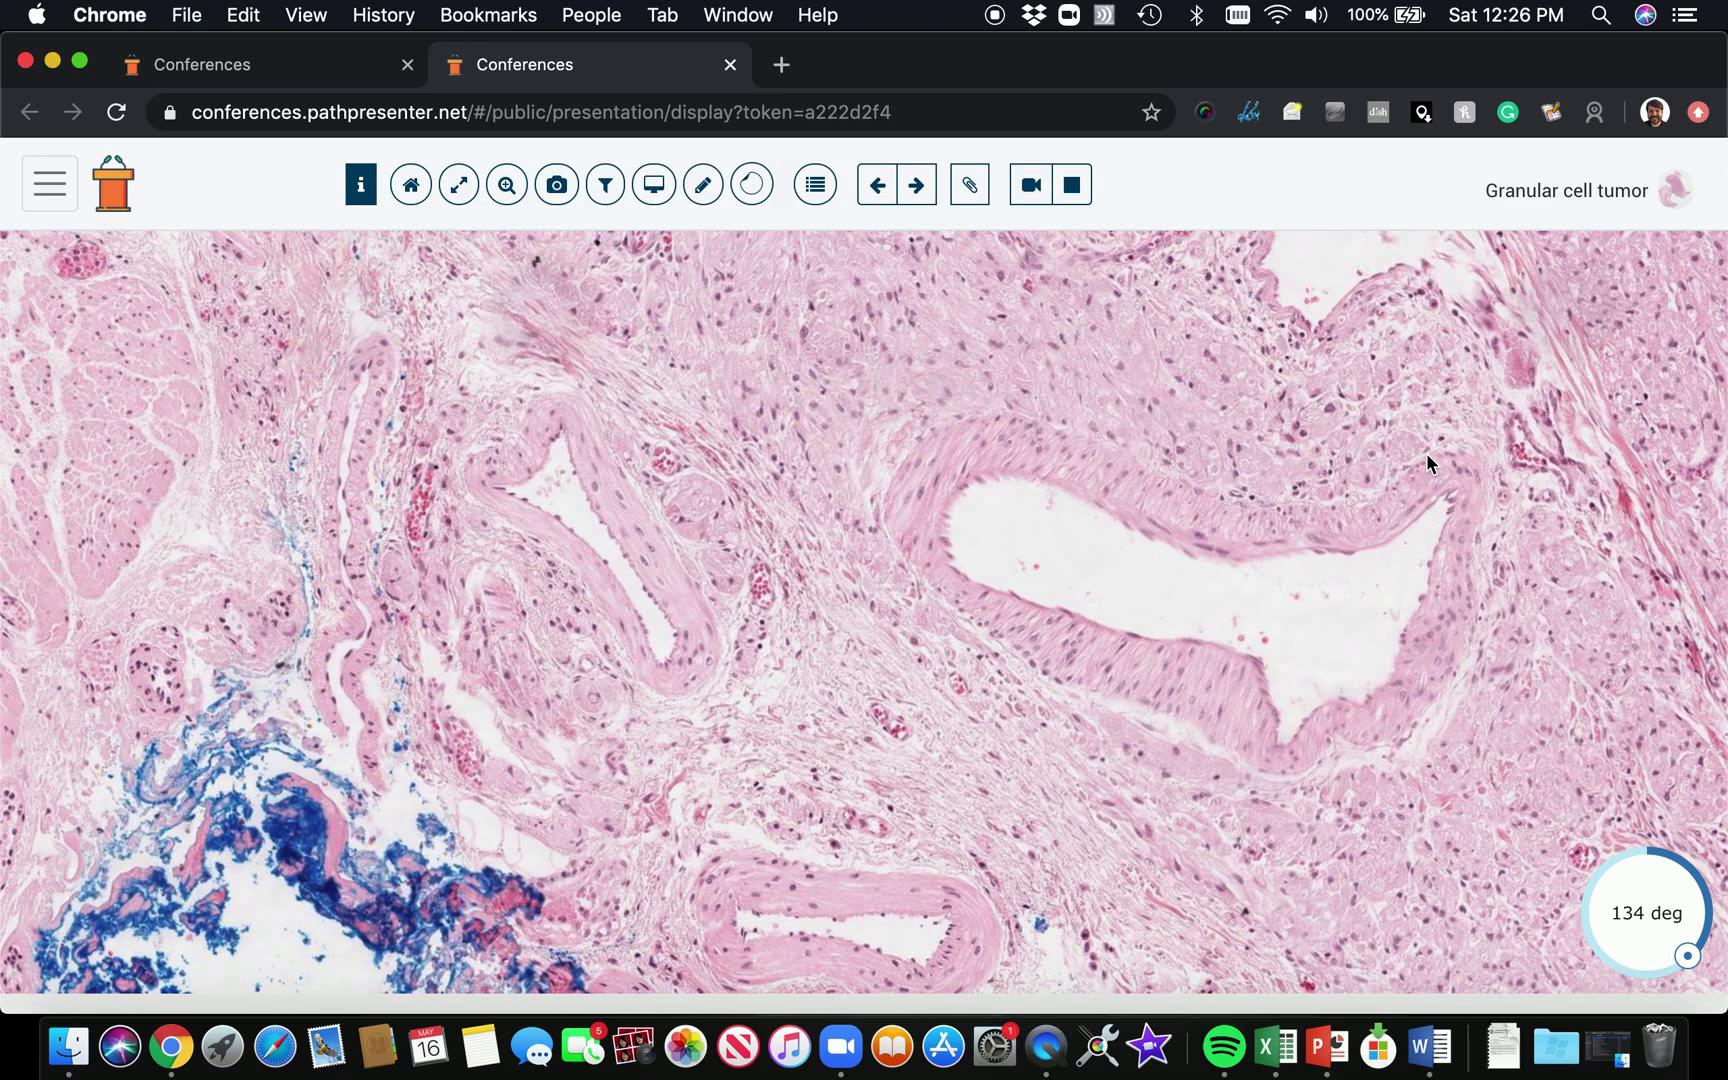 Chrome File Edit View History Bookmarks People Tab Window Help 100% Sat 12:26 PM
Conferences Conferences
conferences.pathpresenter.net/#/public/presentation/display?token=a222d2f4
dish
Granular cell tumor
134 deg
MAY 5 1
16